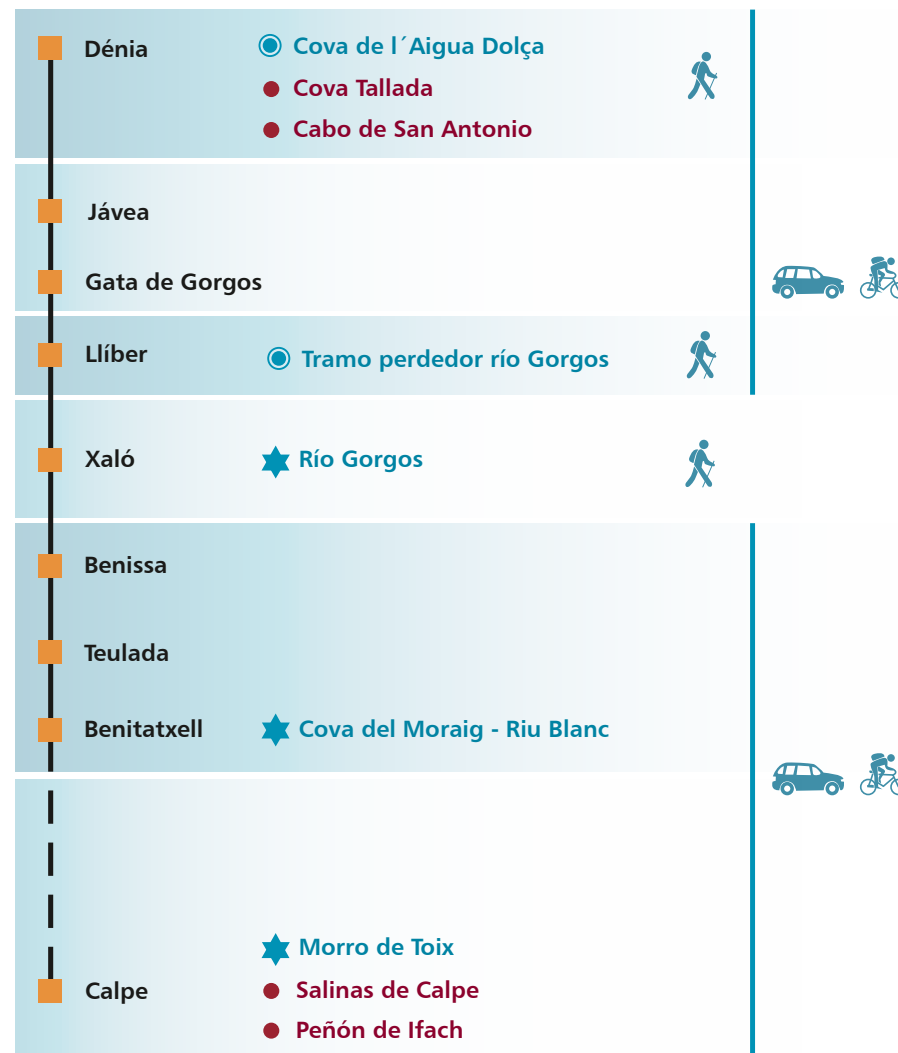 Dénia
Cova de l´Aigua Dolça
Cova Tallada
Cabo de San Antonio
Jávea
Gata de Gorgos
Llíber
Tramo perdedor río Gorgos
Xaló
Río Gorgos
Benissa
Teulada
Benitatxell
Cova del Moraig - Riu Blanc
Morro de Toix
Calpe
Salinas de Calpe
Peñón de Ifach